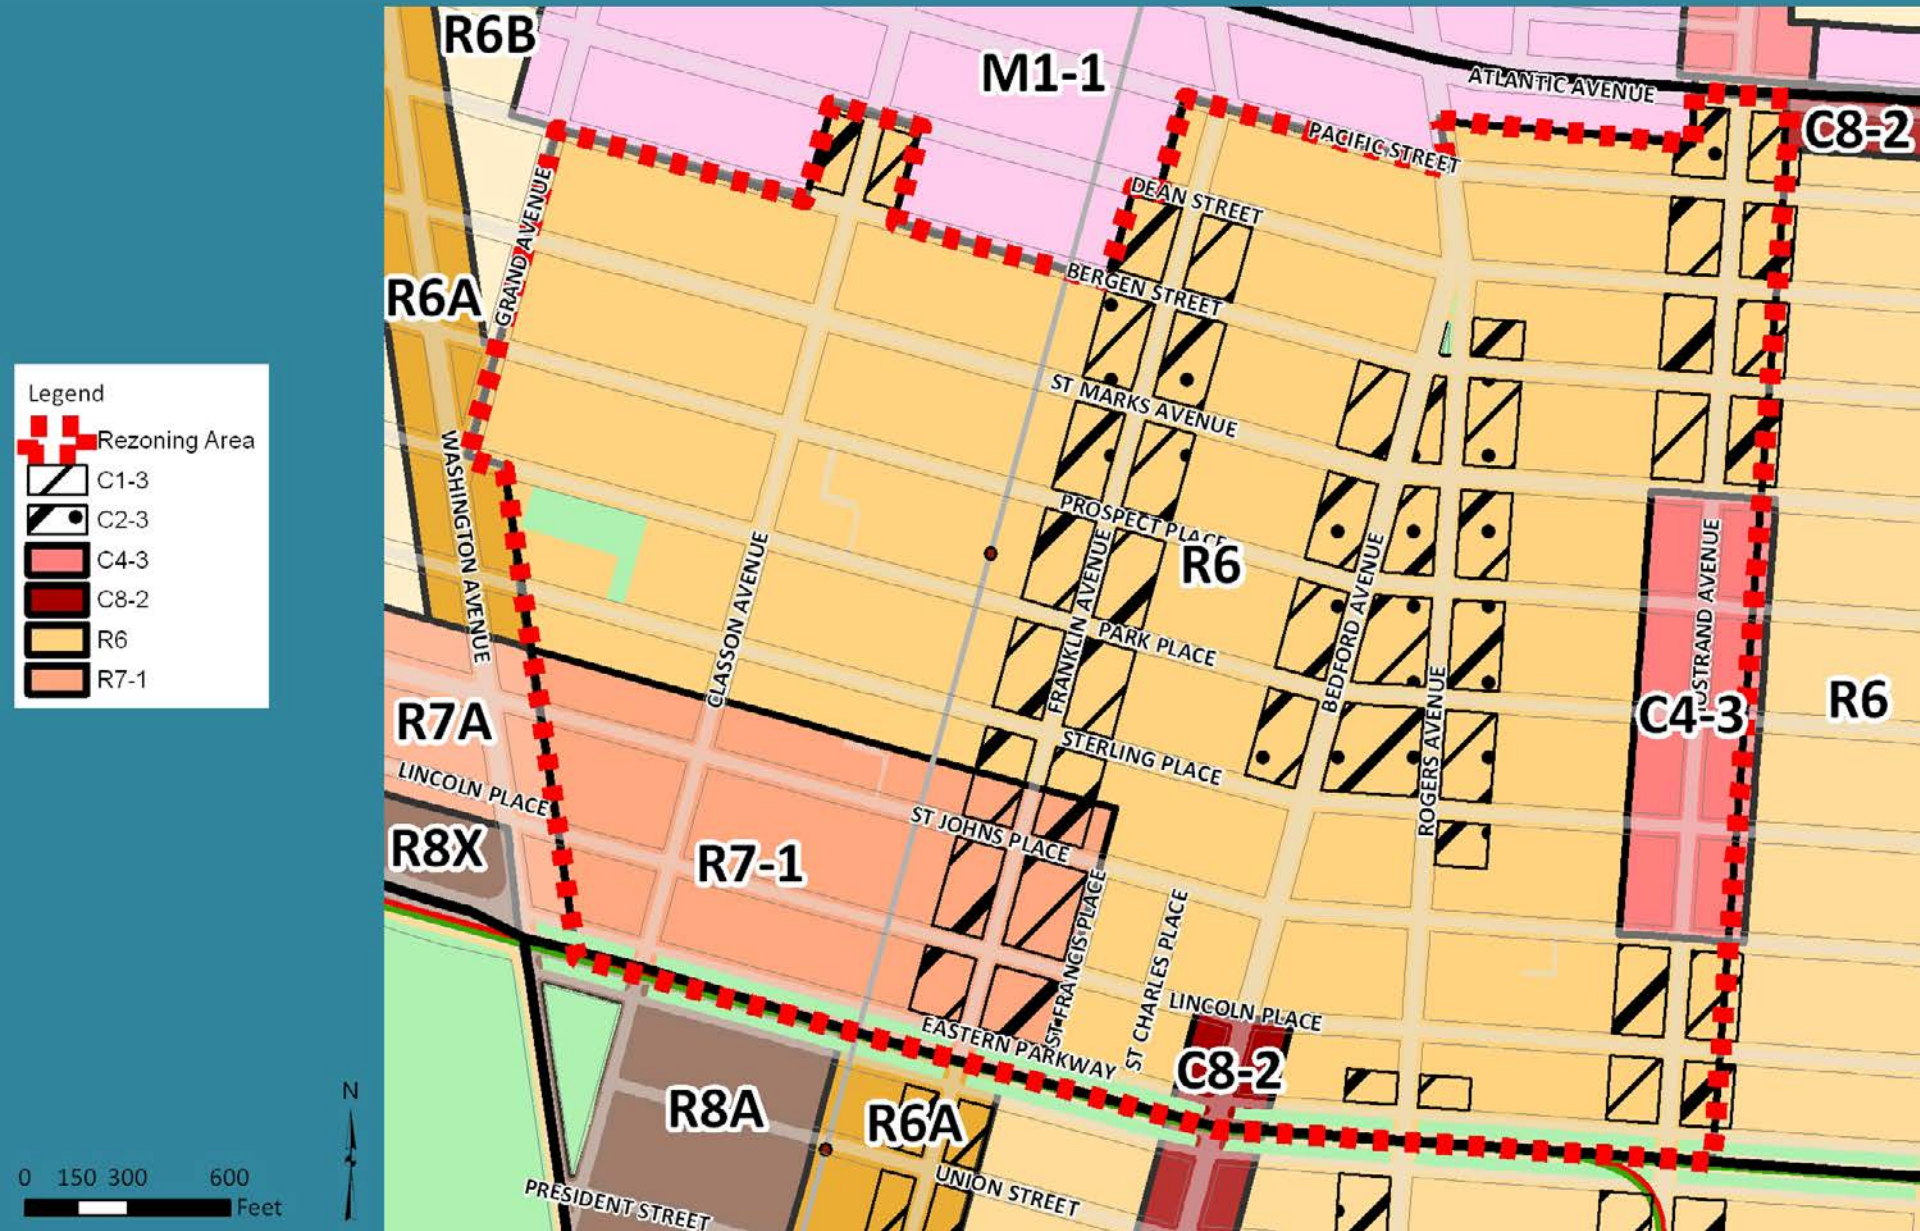 R6B
M1-1
ATLANTIC AVENUE
C8-2
PACIFIC STREET
DEAN STREET
GRAND AVENUE
R6A
BERGEN STREET
ST MARKS AVENUE
Legend
Rezoning Area
C1-3
C2-3
C4-3
C8-2
R6
R7-1
WASHINGTON AVENUE
PROSPECT PLACE
R6
CLASSON AVENUE
FRANKLIN AVENUE
BEDFORD AVENUE
OSTRAND AVENUE
PARK PLACE
ROGERS AVENUE
C4-3
R6
R7A
STERLING PLACE
LINCOLN PLACE
ST JOHNS PLACE
R8X
R7-1
ST FRANCIS PLACE
ST CHARLES PLACE
LINCOLN PLACE
EASTERN PARKWAY
C8-2
R8A
R6A
UNION STREET
PRESIDENT STREET
N
0 150 300 600
Feet